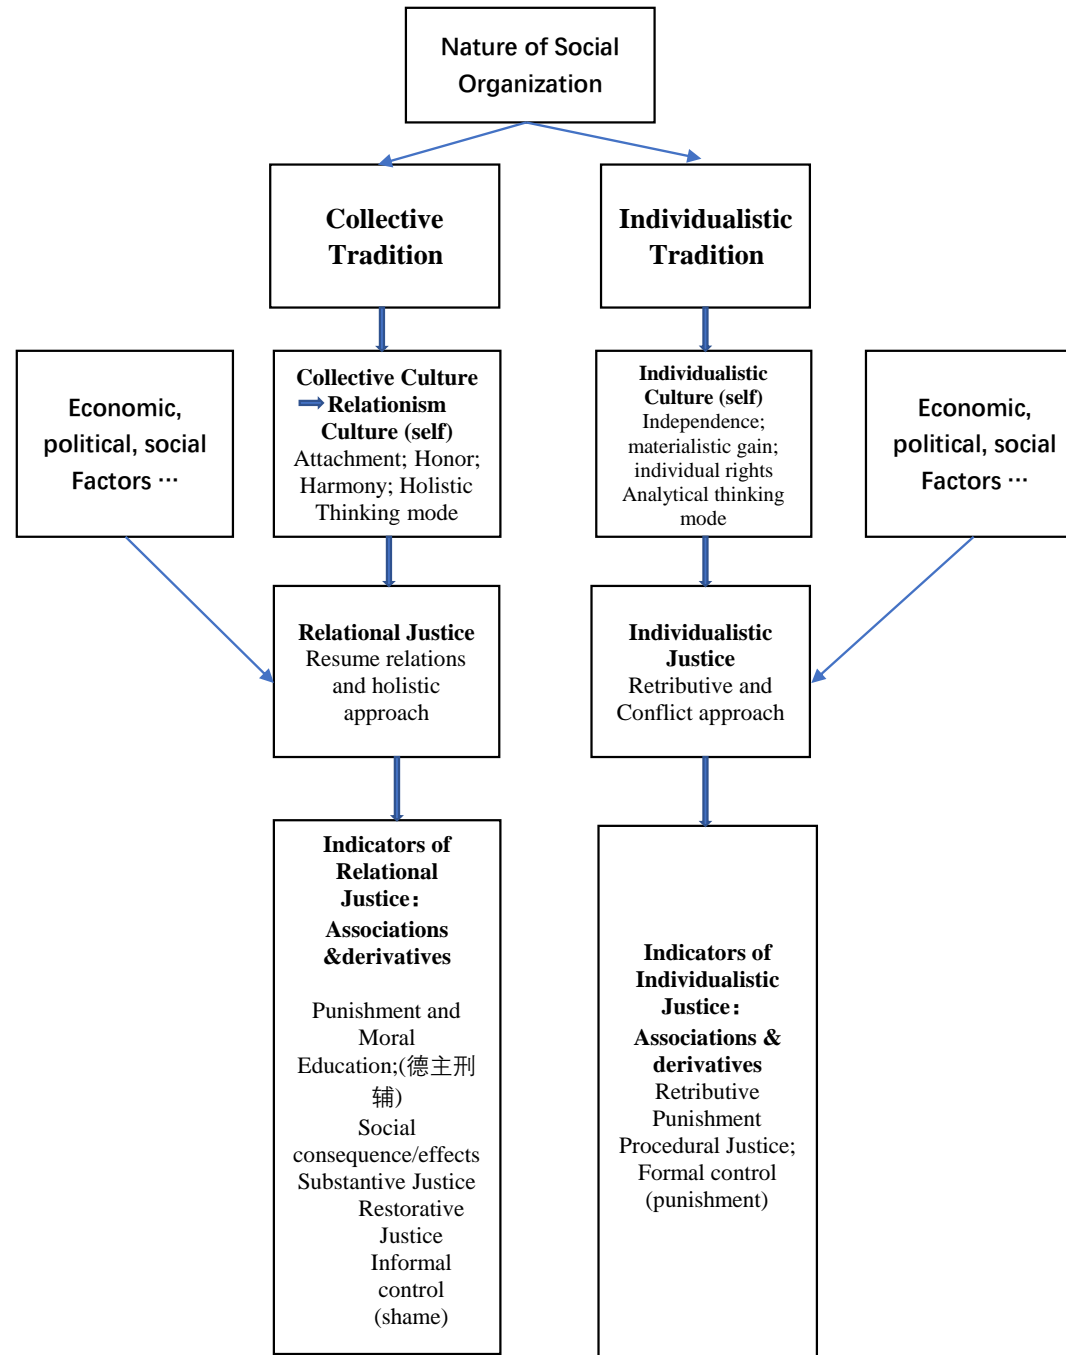 Nature of Social
Organization
Collective
Tradition
Individualistic
Tradition
Economic,
political, social
Factors ···
Collective Culture
Relationism
Culture (self)
Attachment; Honor;
Harmony; Holistic
Thinking mode
Individualistic
Culture (self)
Independence;
materialistic gain;
individual rights
Analytical thinking
mode
Economic,
political, social
Factors ···
Relational Justice
Resume relations
and holistic
approach
Individualistic
Justice
Retributive and
Conflict approach
Indicators of
Relational
Justice：
Associations
&derivatives
Punishment and
Moral
Education;(德主刑
辅)
Social
consequence/effects
Substantive Justice
Restorative
Justice
Informal
control
(shame)
Indicators of
Individualistic
Justice：
Associations &
derivatives
Retributive
Punishment
Procedural Justice;
Formal control
(punishment)